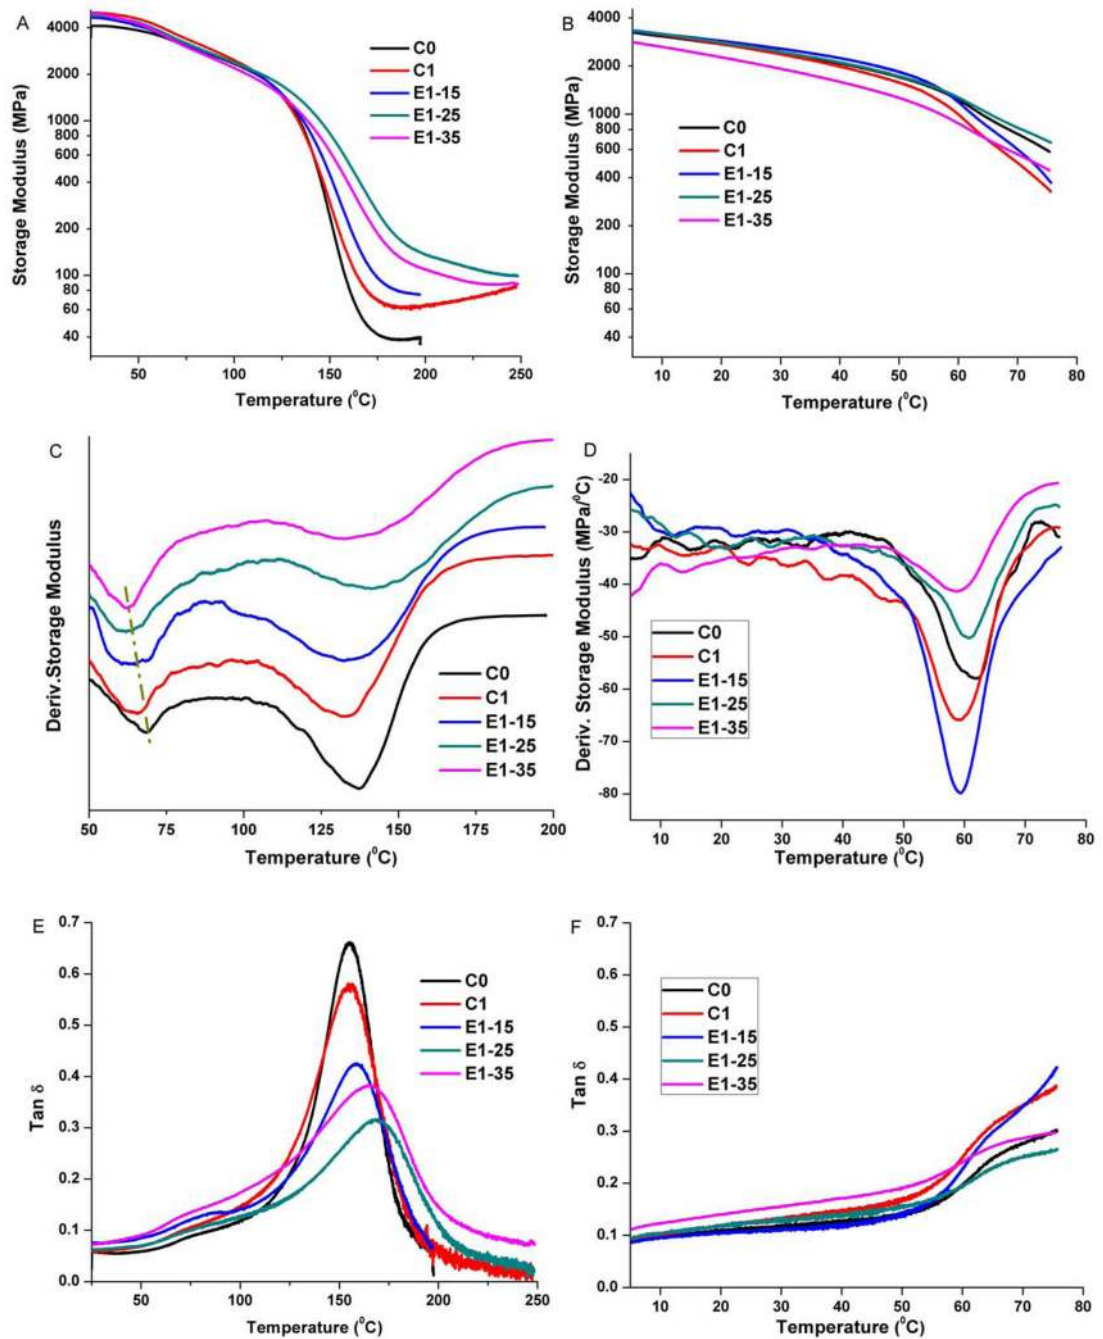 A
4000
2000
1000
800
600
400
200
100
80
60
40
Storage Modulus (MPa)
C0
C1
E1-15
E1-25
E1-35
50 100 150 200 250
Temperature (⁰C)
B
4000
2000
1000
800
600
400
200
100
80
60
40
Storage Modulus (MPa)
C0
C1
E1-15
E1-25
E1-35
10 20 30 40 50 60 70 80
Temperature (⁰C)
C
Deriv.Storage Modulus
C0
C1
E1-15
E1-25
E1-35
50 75 100 125 150 175 200
Temperature (⁰C)
D
-20
-30
-40
-50
-60
-70
-80
Deriv. Storage Modulus (MPa/⁰C)
C0
C1
E1-15
E1-25
E1-35
10 20 30 40 50 60 70 80
Temperature (⁰C)
E
0.7
0.6
0.5
0.4
0.3
0.2
0.1
0.0
Tan δ
C0
C1
E1-15
E1-25
E1-35
50 100 150 200 250
Temperature (⁰C)
F
0.7
0.6
0.5
0.4
0.3
0.2
0.1
0.0
Tan δ
C0
C1
E1-15
E1-25
E1-35
10 20 30 40 50 60 70 80
Temperature (⁰C)